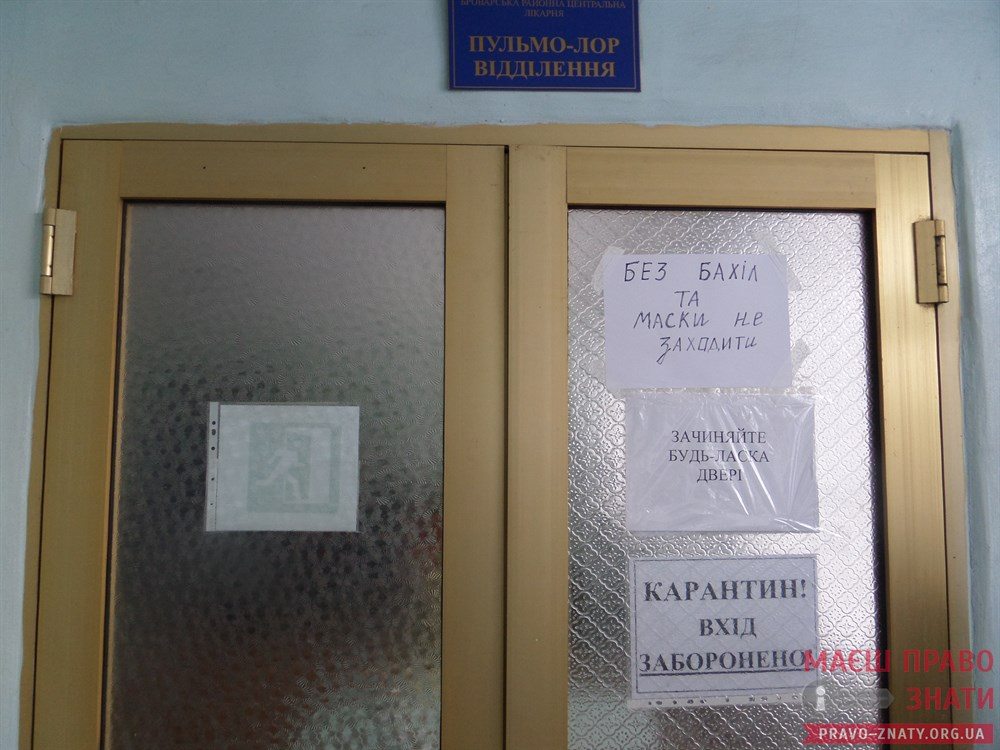 БРОВАРСЬКА РАЙОННА ЦЕНТРАЛЬНА
ЛІКАРНЯ
ПУЛЬМО-ЛОР
ВІДДІЛЕННЯ
БЕЗ БАХІЛ
ТА
МАСКИ НЕ
ЗАХОДИТИ
ЗАЧИНЯЙТЕ
БУДЬ-ЛАСКА
ДВЕРІ
КАРАНТИН!
ВХІД
ЗАБОРОНЕНО
МАЄШ ПРАВО
ЗНАТИ
PRAVO-ZNATY.ORG.UA